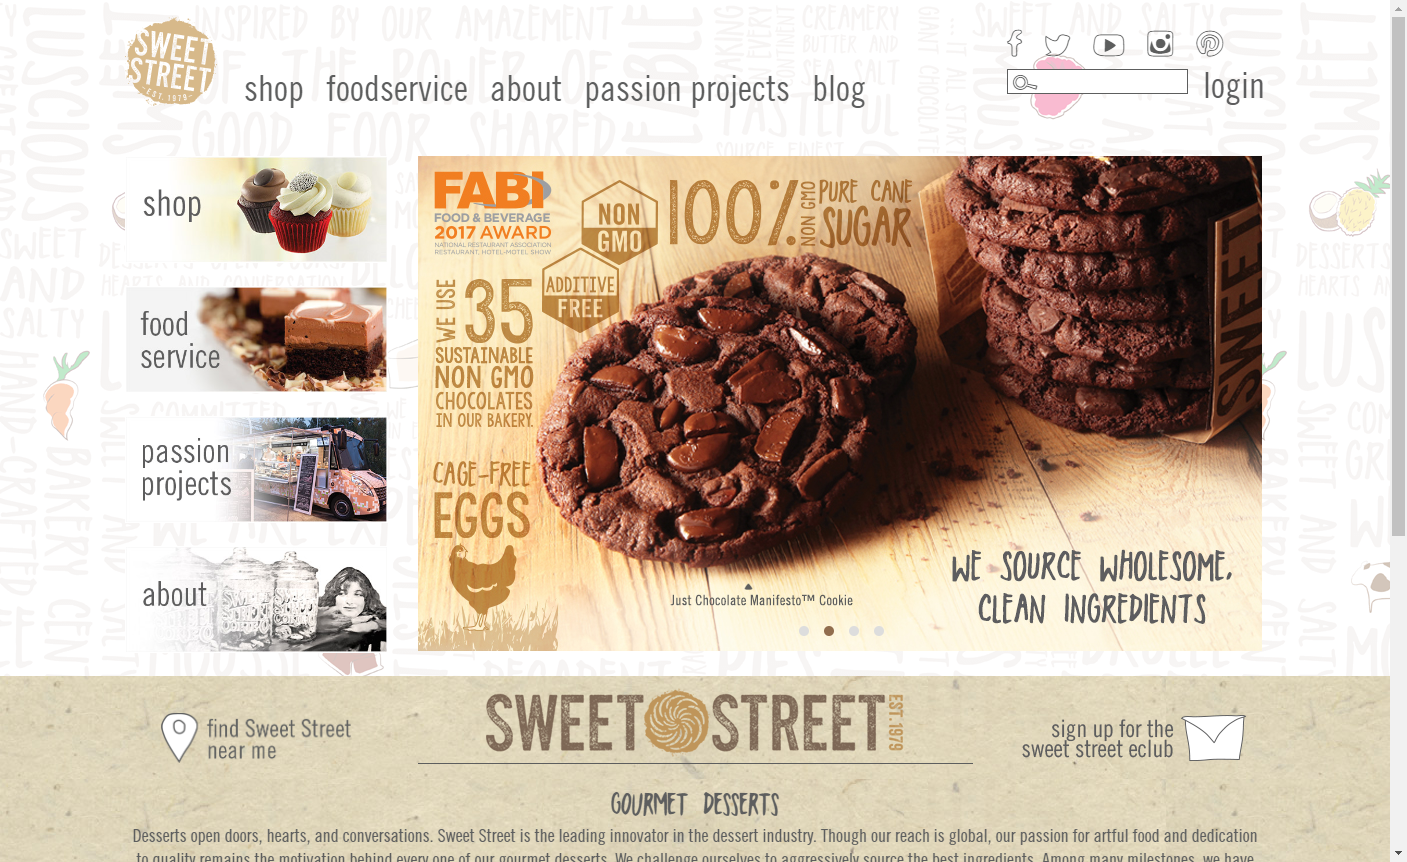 SWEET
STREET
EST. 1979
shop foodservice about passion projects blog
login
shop
food
service
passion
projects
about
FABI
FOOD & BEVERAGE
2017 AWARD
NATIONAL RESTAURANT ASSOCIATION
RESTAURANT, HOTEL-MOTEL SHOW
NON
GMO
ADDITIVE
FREE
100% NON GMO PURE CANE
SUGAR
WE USE 35
SUSTAINABLE
NON GMO
CHOCOLATES
IN OUR BAKERY.
CAGE-FREE
EGGS
SWEET
Just Chocolate Manifesto™ Cookie
WE SOURCE WHOLESOME,
CLEAN INGREDIENTS
find Sweet Street
near me
SWEET STREET EST. 1979
sign up for the
sweet street eclub
GOURMET DESSERTS
Desserts open doors, hearts, and conversations. Sweet Street is the leading innovator in the dessert industry. Though our reach is global, our passion for artful food and dedication
to quality remains the motivation behind every one of our gourmet desserts. We challenge ourselves to aggressively source the best ingredients. Among many milestones, we have